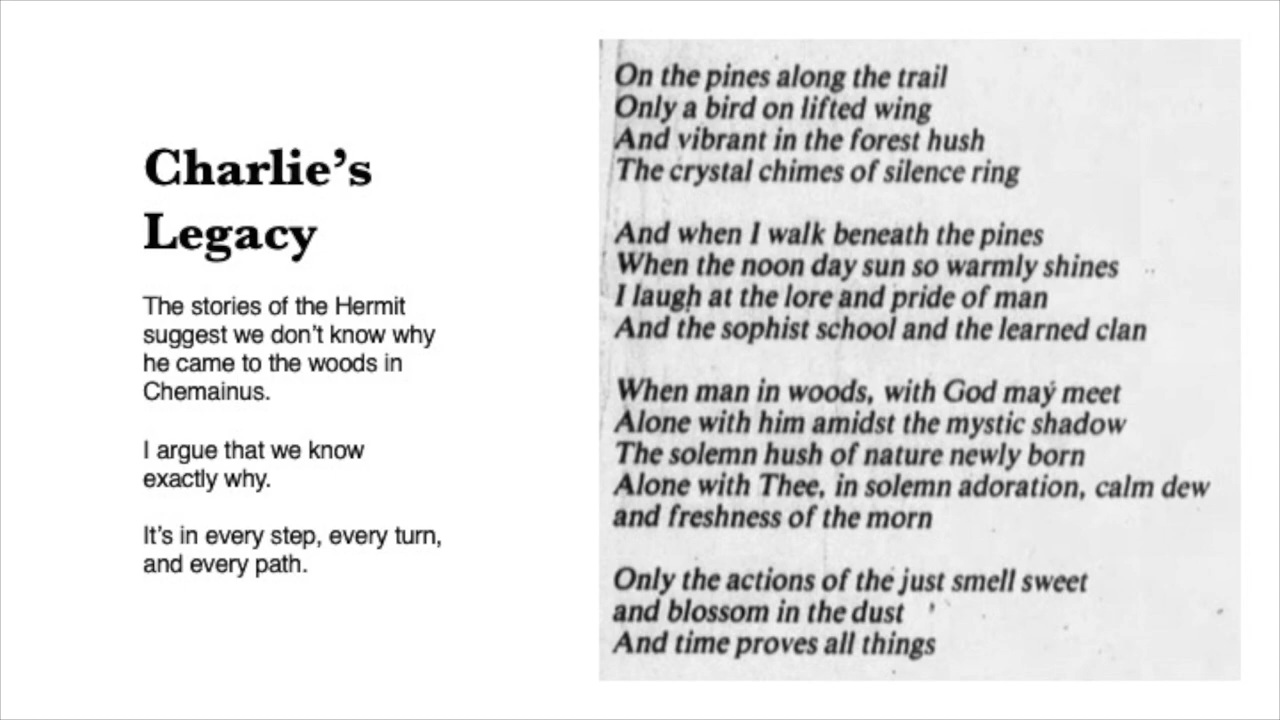 Charlie’s
Legacy
The stories of the Hermit
suggest we don’t know why
he came to the woods in
Chemainus.
I argue that we know
exactly why.
It’s in every step, every turn,
and every path.
On the pines along the trail
Only a bird on lifted wing
And vibrant in the forest hush
The crystal chimes of silence ring
And when I walk beneath the pines
When the noon day sun so warmly shines
I laugh at the lore and pride of man
And the sophist school and the learned clan
When man in woods, with God may meet
Alone with him amidst the mystic shadow
The solemn hush of nature newly born
Alone with Thee, in solemn adoration, calm dew
and freshness of the morn
Only the actions of the just smell sweet
and blossom in the dust
And time proves all things